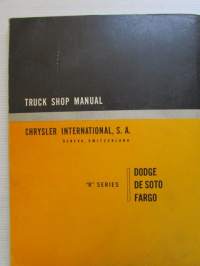 TRUCK SHOP MANUAL
CHRYSLER INTERNATIONAL, S. A.
GENEVA, SWITZERLAND
"R" SERIES
DODGE
DE SOTO
FARGO